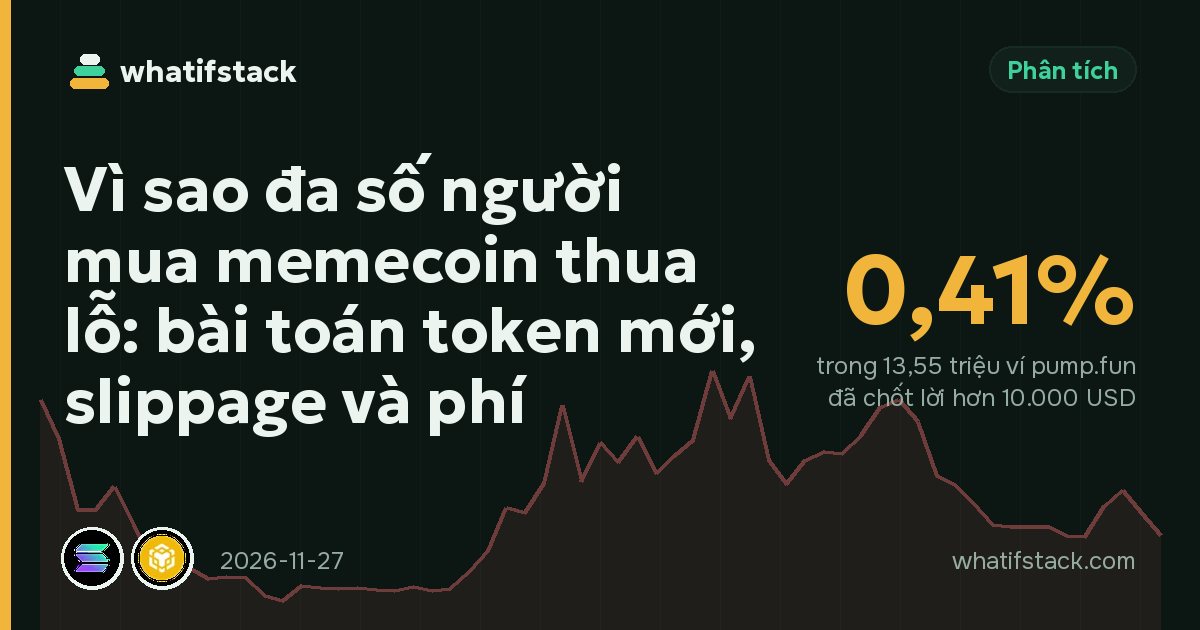 whatifstack
Phân tích
Vì sao đa số người
mua memecoin thua
lỗ: bài toán token mới,
slippage và phí
0,41%
trong 13,55 triệu ví pump.fun
đã chốt lời hơn 10.000 USD
2026-11-27
whatifstack.com